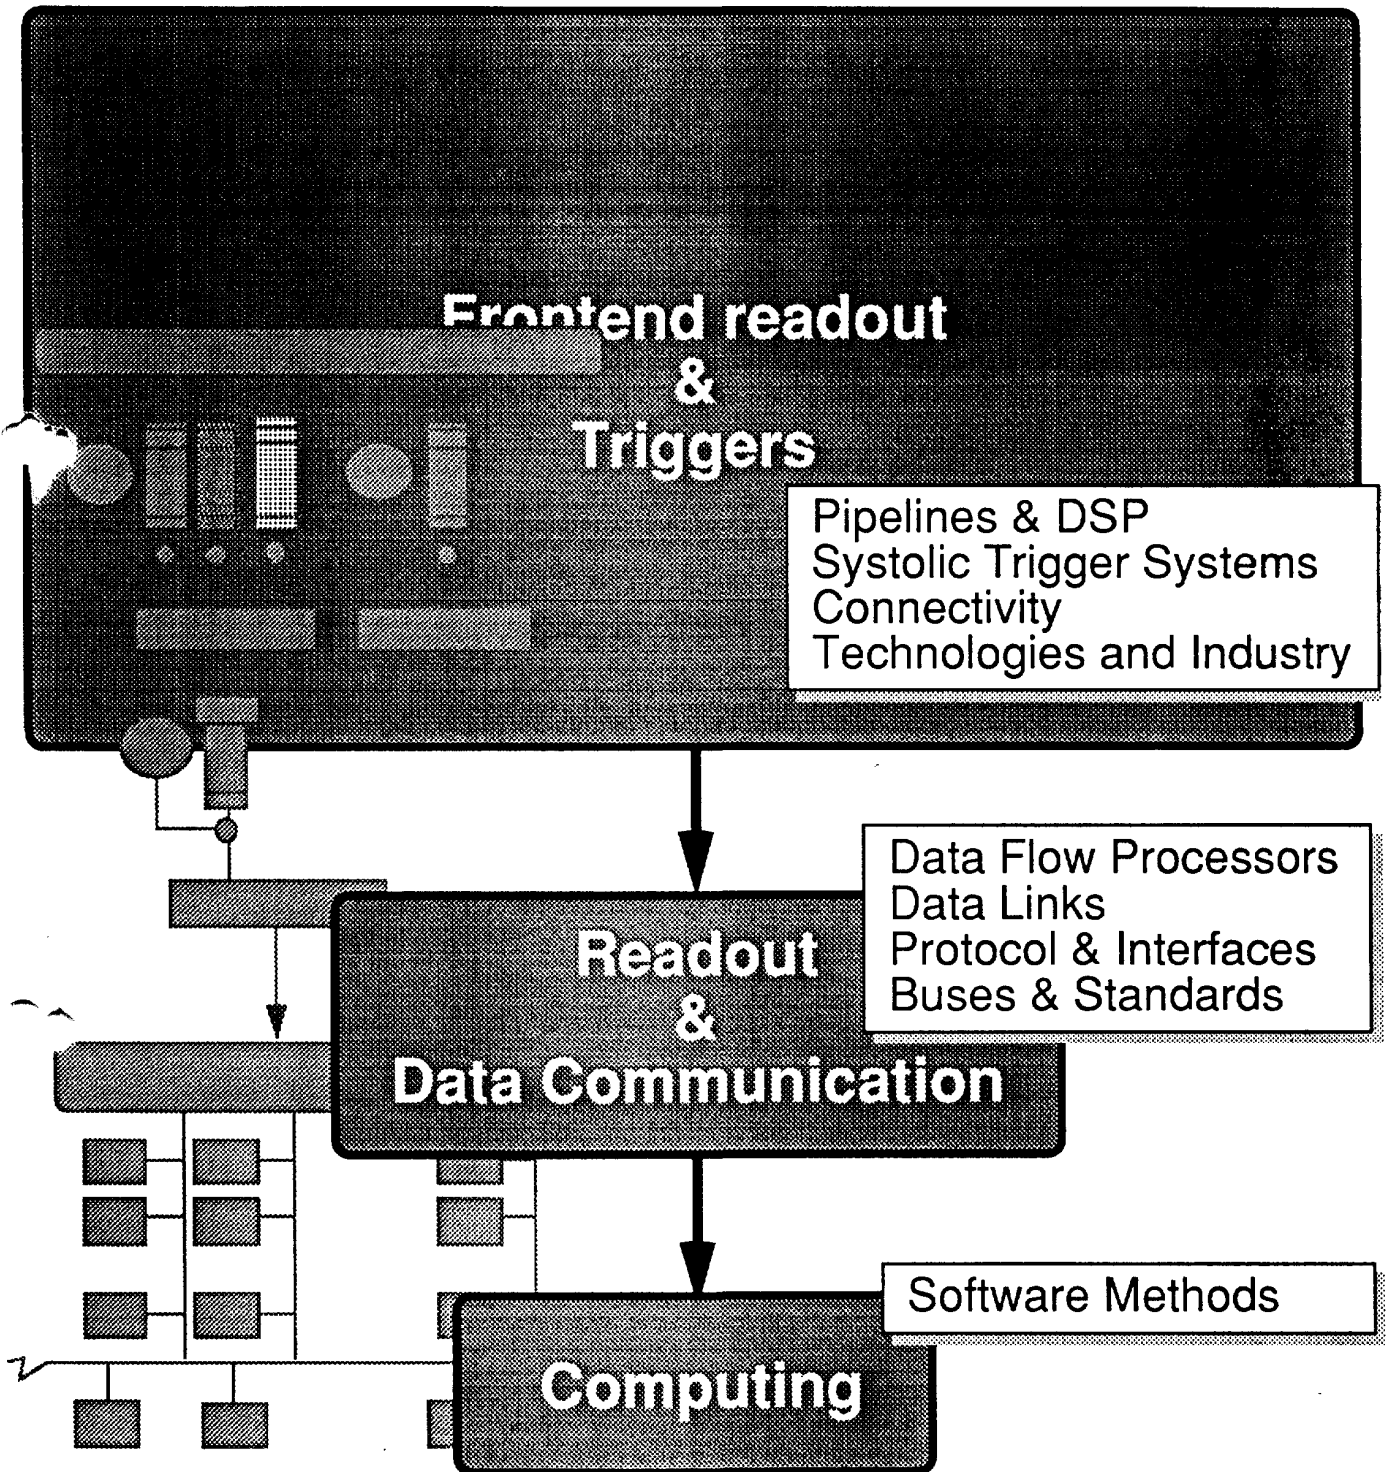 Frontend readout
&
Triggers
Pipelines & DSP
Systolic Trigger Systems
Connectivity
Technologies and Industry
Data Flow Processors
Data Links
Protocol & Interfaces
Buses & Standards
Readout
&
Data Communication
Software Methods
Computing